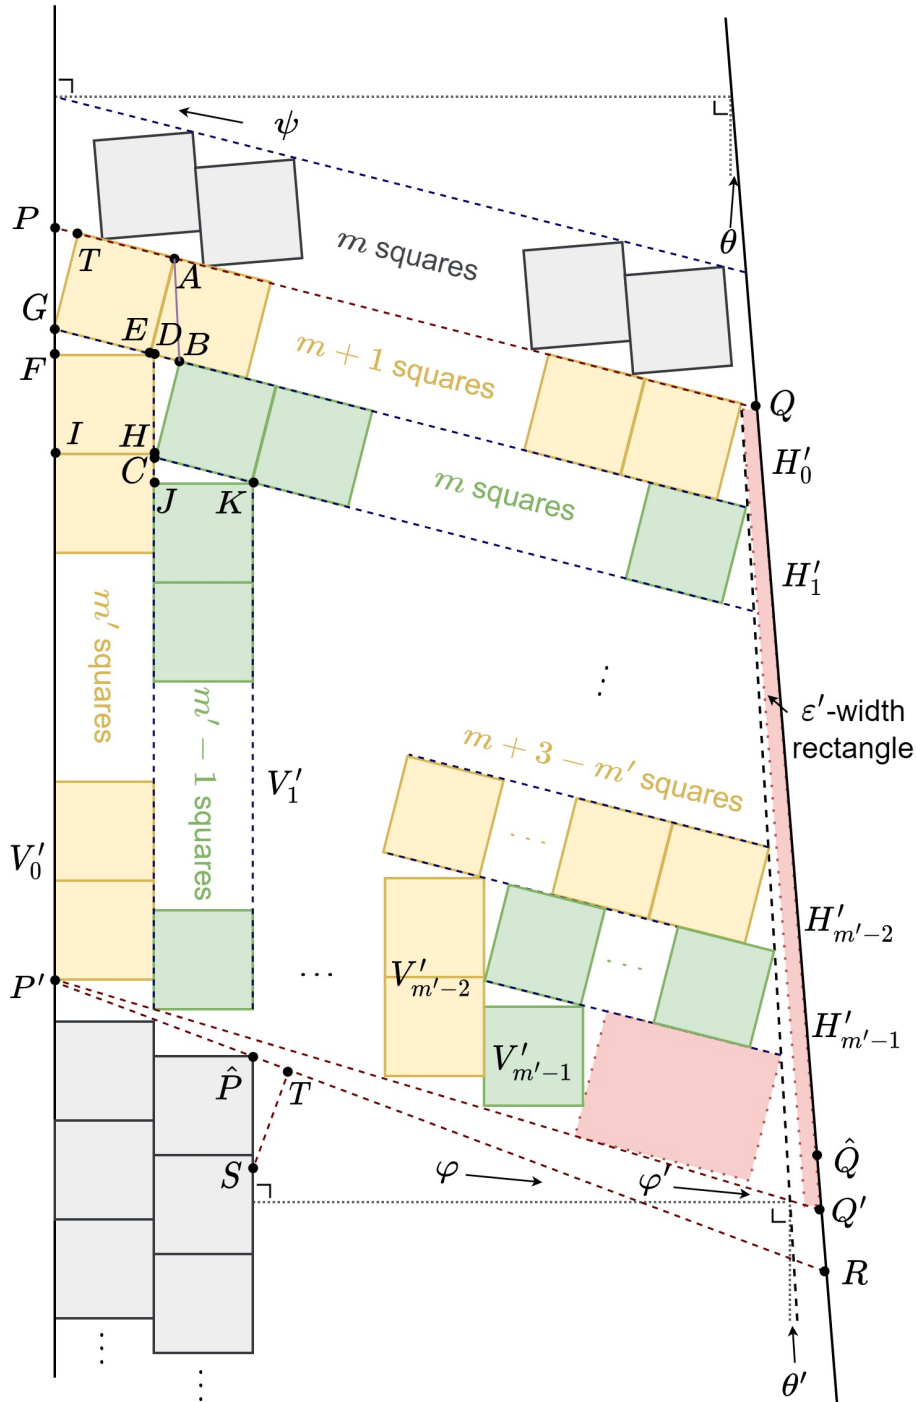 ψ
P
m squares
θ
T
A
G
E D B
m + 1 squares
F
Q
I
H
C
H′₀
m squares
J K
H′₁
m′ squares
m′ − 1 squares
⋮
ε′-width
rectangle
m + 3 − m′ squares
V′₁
...
V′₀
H′ₘ′₋₂
...
V′ₘ′₋₂
...
P′
H′ₘ′₋₁
V′ₘ′₋₁
P̂
T
Q̂
S
φ
φ′
Q′
R
⋮
⋮
θ′